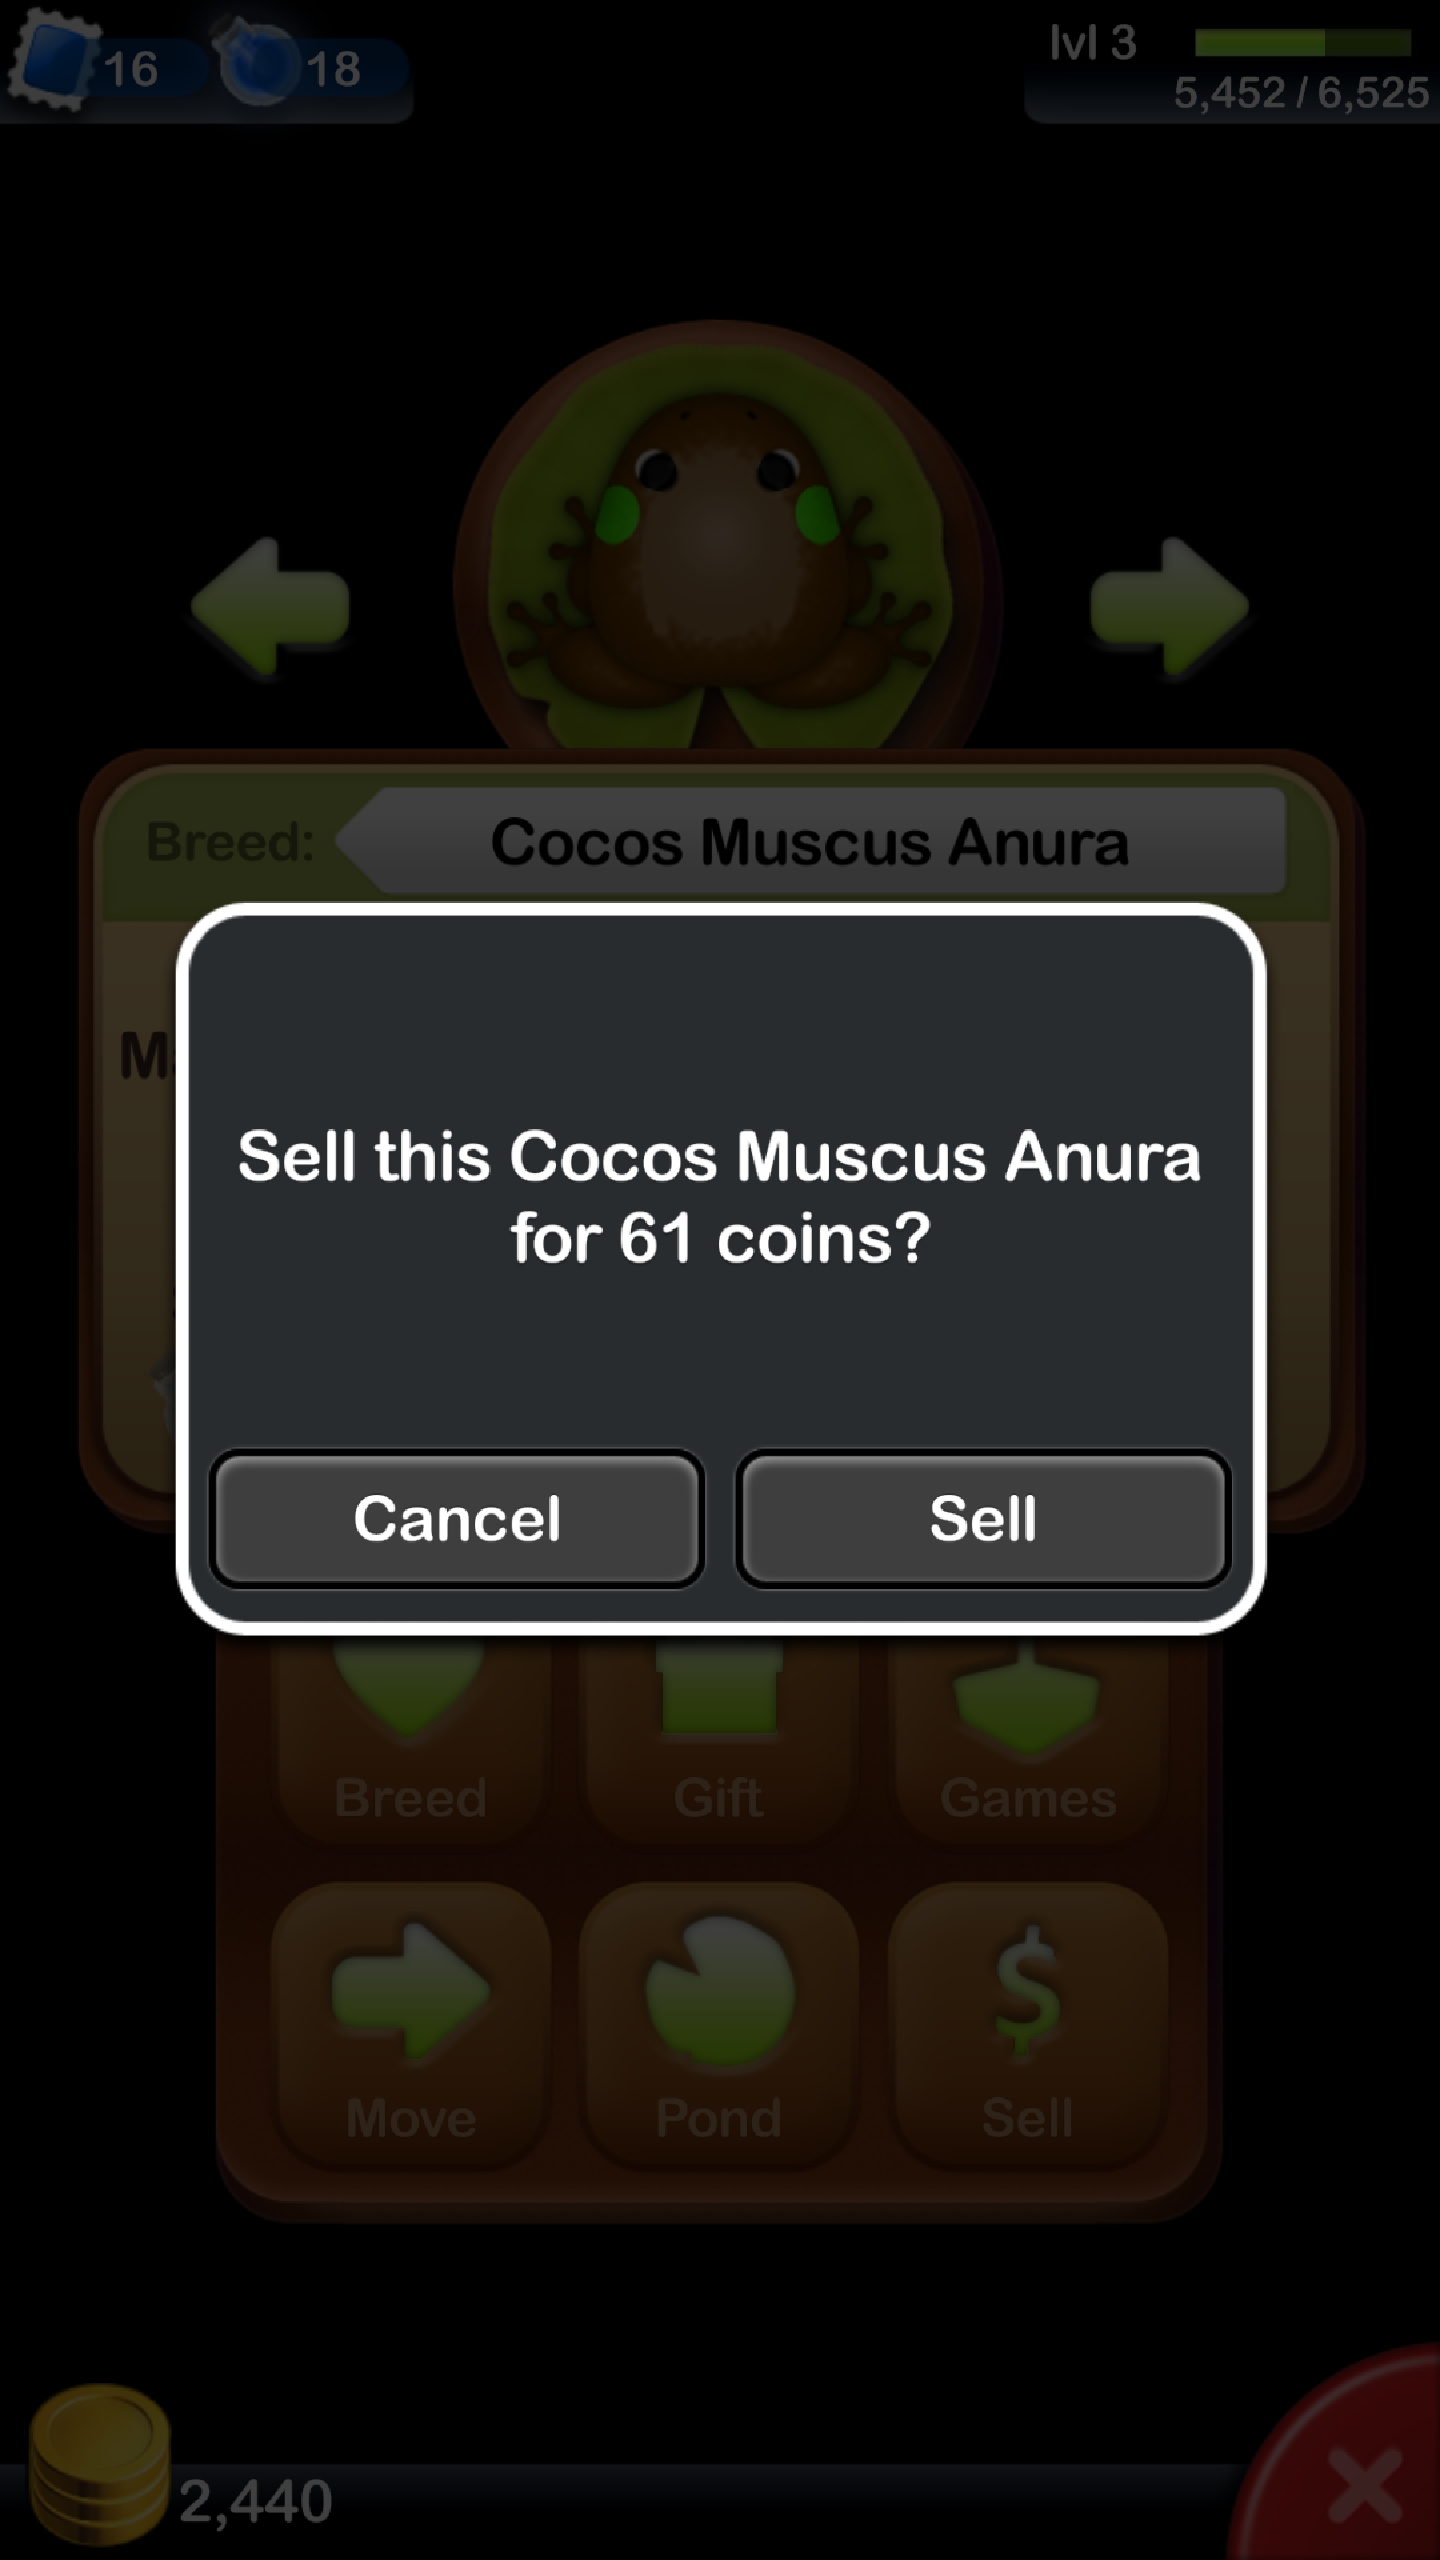 16
18
lvl 3
5,452 / 6,525
Breed:
Cocos Muscus Anura
Sell this Cocos Muscus Anura
for 61 coins?
Cancel
Sell
Breed
Gift
Games
Move
Pond
$
Sell
2,440